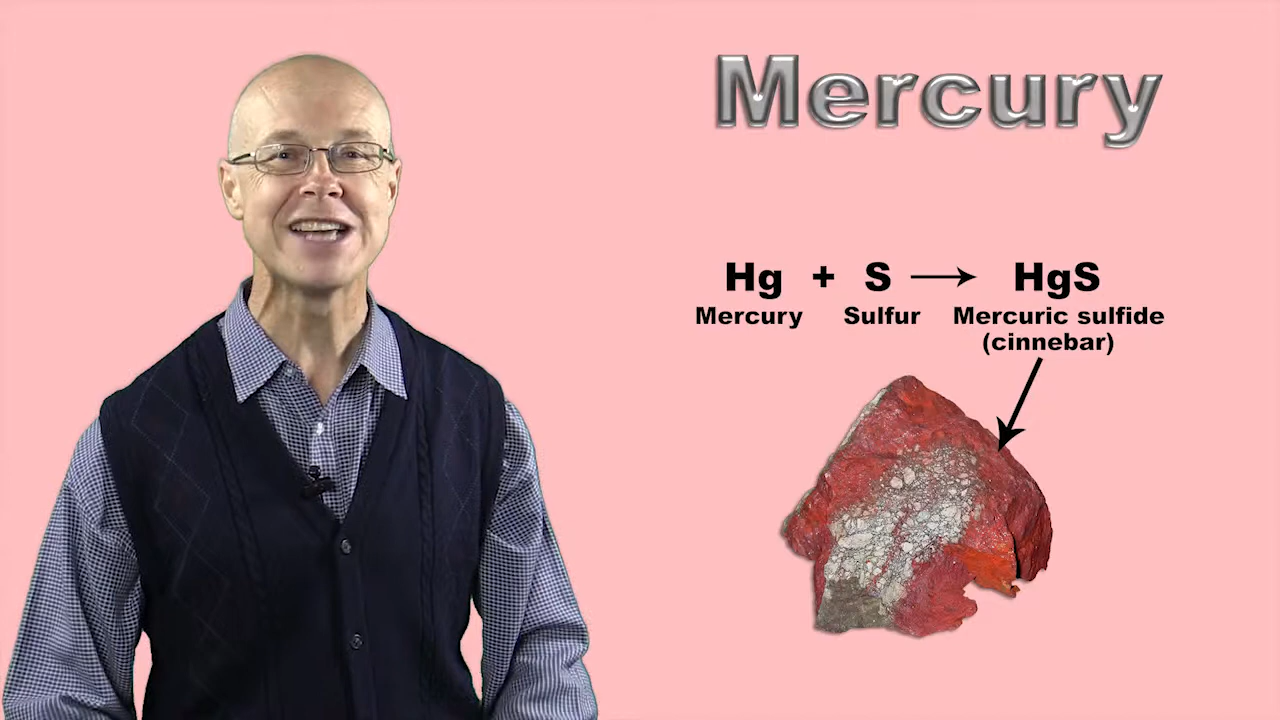 Mercury
Hg + S → HgS
Mercury Sulfur Mercuric sulfide
(cinnebar)